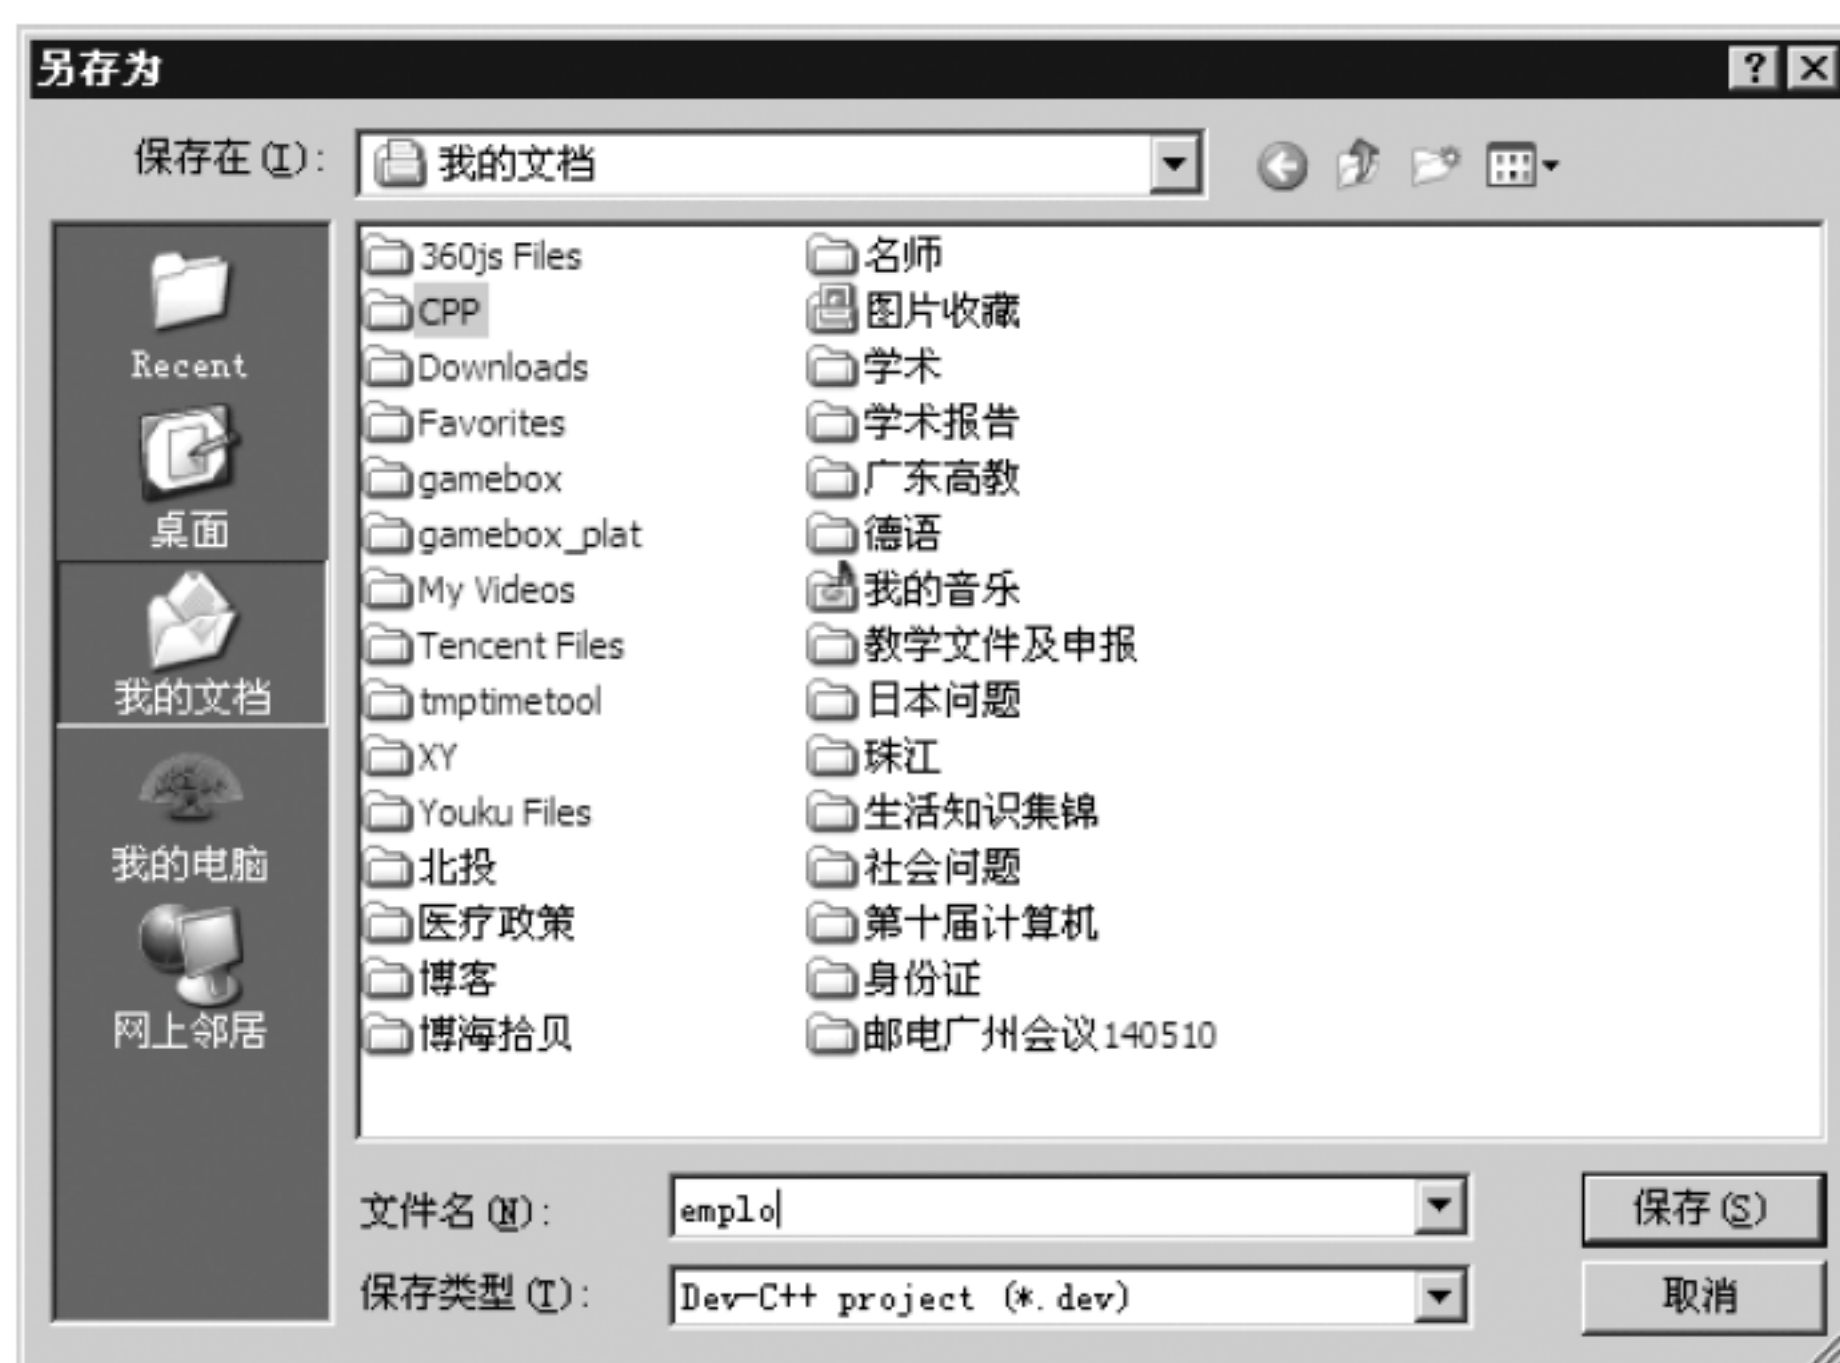 另存为
保存在(I):
我的文档
Recent
桌面
我的文档
我的电脑
网上邻居
360js Files
CPP
Downloads
Favorites
gamebox
gamebox_plat
My Videos
Tencent Files
tmptimetool
XY
Youku Files
北投
医疗政策
博客
博海拾贝
名师
图片收藏
学术
学术报告
广东高教
德语
我的音乐
教学文件及申报
日本问题
珠江
生活知识集锦
社会问题
第十届计算机
身份证
邮电广州会议140510
文件名(N):
emplo
保存(S)
保存类型(T):
Dev-C++ project (*.dev)
取消